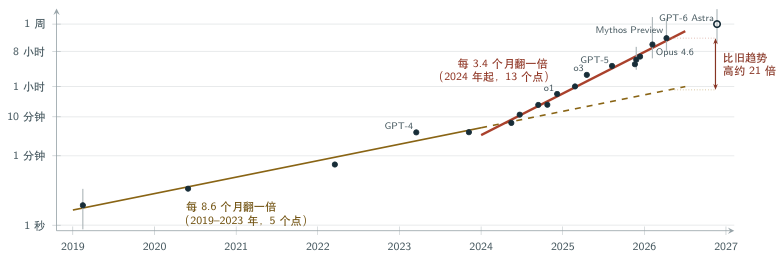 1 周
8 小时
1 小时
10 分钟
1 分钟
1 秒
GPT-6 Astra
Mythos Preview
Opus 4.6
GPT-5
o3
o1
GPT-4
每 3.4 个月翻一倍
（2024 年起，13 个点）
比旧趋势
高约 21 倍
每 8.6 个月翻一倍
（2019–2023 年，5 个点）
2019
2020
2021
2022
2023
2024
2025
2026
2027